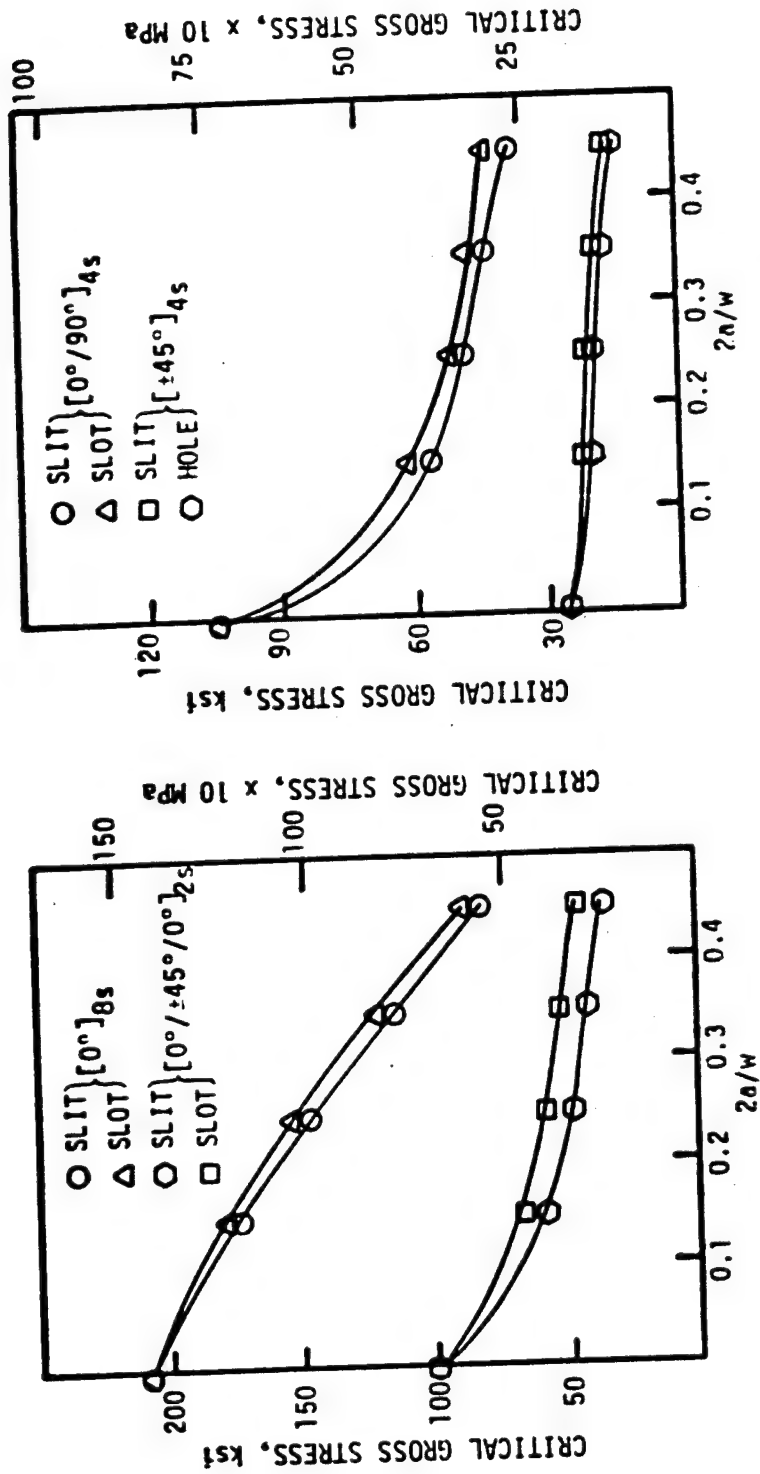 CRITICAL GROSS STRESS, ksi
200
150
100
50
○ SLIT}[0°]8s
△ SLOT
⬡ SLIT}[0°/±45°/0°]2s
□ SLOT
0.1
0.2
0.3
0.4
2a/w
150
100
50
CRITICAL GROSS STRESS, x 10 MPa
CRITICAL GROSS STRESS, ksi
120
90
60
30
○ SLIT}[0°/90°]4s
△ SLOT
□ SLIT}[±45°]4s
⬡ HOLE
0.1
0.2
0.3
0.4
2a/w
100
75
50
25
CRITICAL GROSS STRESS, x 10 MPa